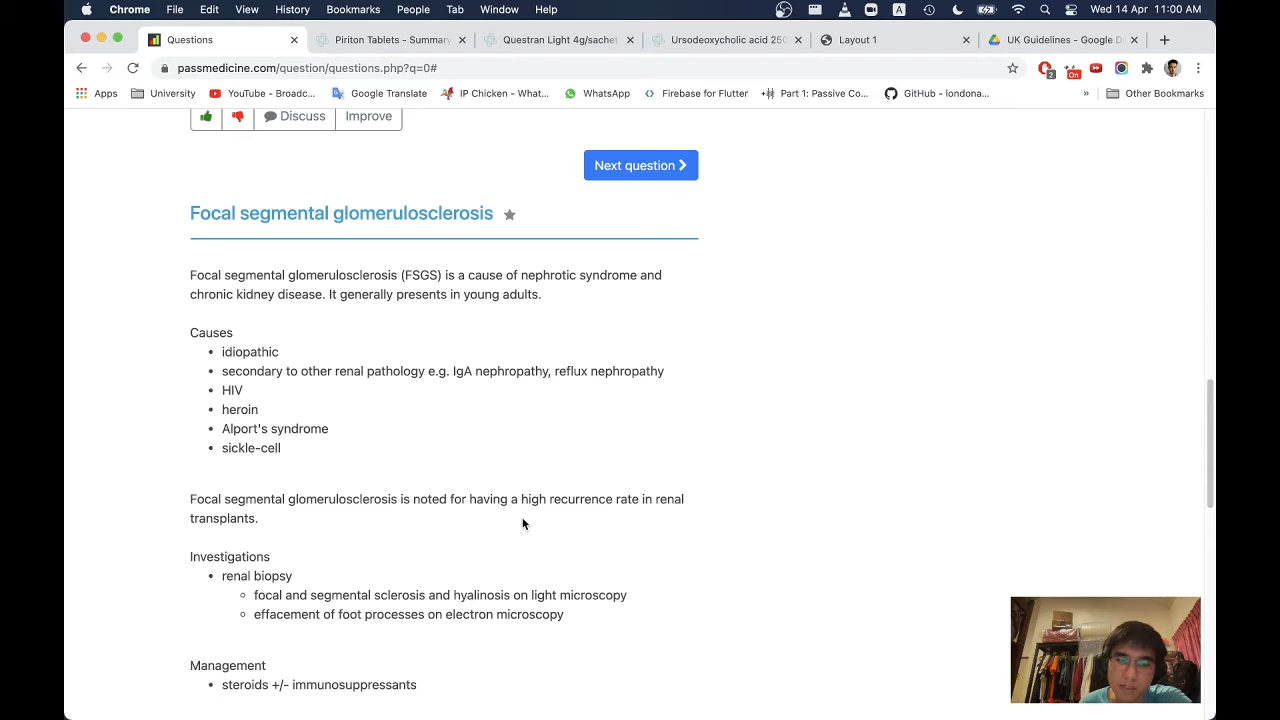 Chrome File Edit View History Bookmarks People Tab Window Help Wed 14 Apr 11:00 AM
Questions Piriton Tablets - Summary Questran Light 4g/sachet Ursodeoxycholic acid 250 Untitled 1 UK Guidelines - Google D
passmedicine.com/question/questions.php?q=0# 2 On
Apps University YouTube - Broadc... Google Translate IP Chicken - What... WhatsApp Firebase for Flutter Part 1: Passive Co... GitHub - londona... » Other Bookmarks
Discuss Improve
Next question
Focal segmental glomerulosclerosis
Focal segmental glomerulosclerosis (FSGS) is a cause of nephrotic syndrome and
chronic kidney disease. It generally presents in young adults.
Causes
• idiopathic
• secondary to other renal pathology e.g. IgA nephropathy, reflux nephropathy
• HIV
• heroin
• Alport's syndrome
• sickle-cell
Focal segmental glomerulosclerosis is noted for having a high recurrence rate in renal
transplants.
Investigations
• renal biopsy
◦ focal and segmental sclerosis and hyalinosis on light microscopy
◦ effacement of foot processes on electron microscopy
Management
• steroids +/- immunosuppressants